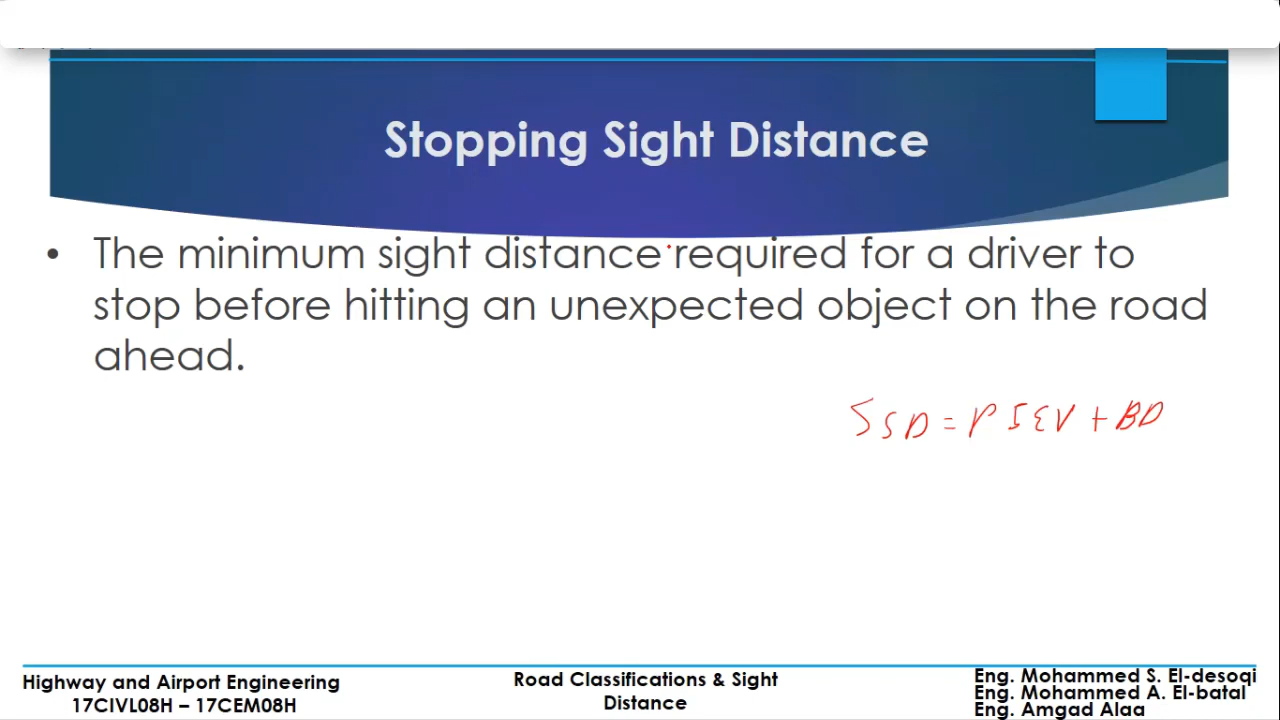 Stopping Sight Distance
• The minimum sight distance required for a driver to
stop before hitting an unexpected object on the road
ahead.
SSD = PIEV + BD
Highway and Airport Engineering
17CIVL08H – 17CEM08H
Road Classifications & Sight
Distance
Eng. Mohammed S. El-desoqi
Eng. Mohammed A. El-batal
Eng. Amgad Alaa